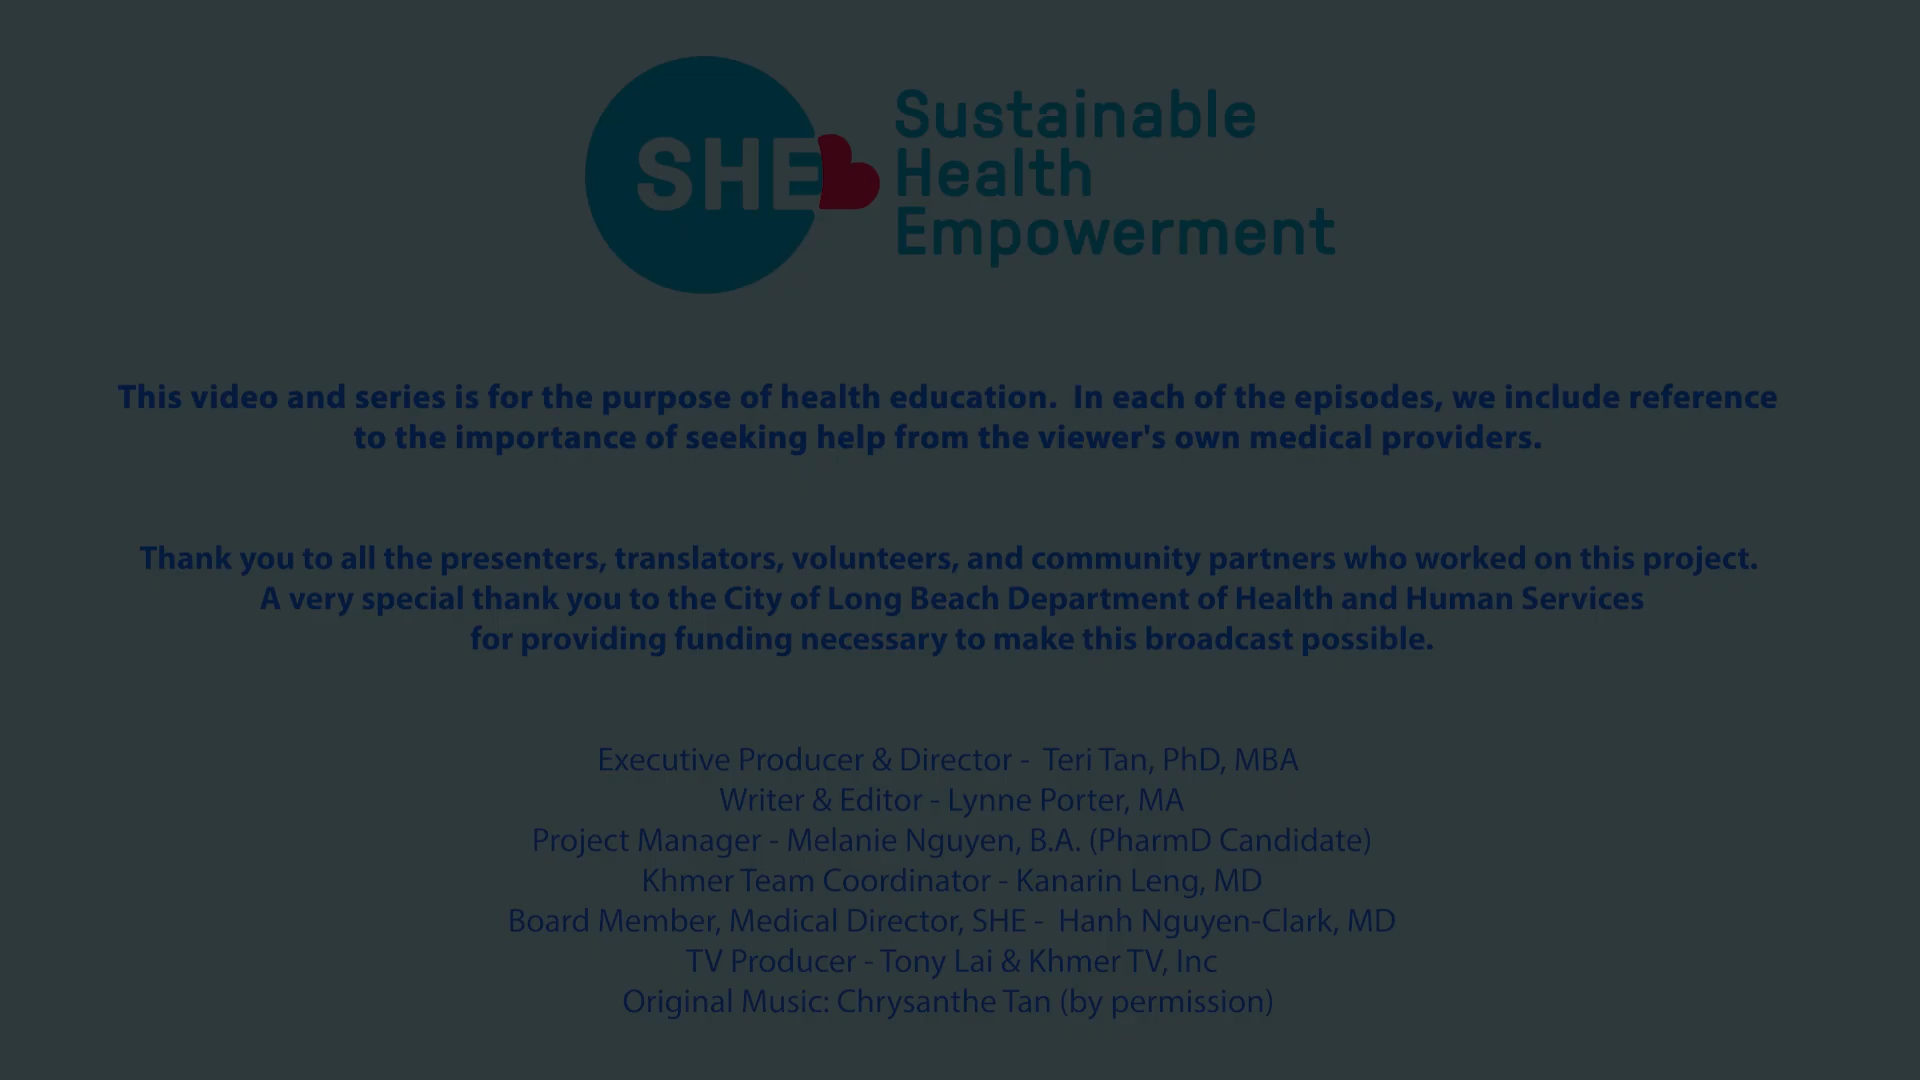 SHE
Sustainable
Health
Empowerment
This video and series is for the purpose of health education.  In each of the episodes, we include reference
to the importance of seeking help from the viewer's own medical providers.
Thank you to all the presenters, translators, volunteers, and community partners who worked on this project.
A very special thank you to the City of Long Beach Department of Health and Human Services
for providing funding necessary to make this broadcast possible.
Executive Producer & Director -  Teri Tan, PhD, MBA
Writer & Editor - Lynne Porter, MA
Project Manager - Melanie Nguyen, B.A. (PharmD Candidate)
Khmer Team Coordinator - Kanarin Leng, MD
Board Member, Medical Director, SHE -  Hanh Nguyen-Clark, MD
TV Producer - Tony Lai & Khmer TV, Inc
Original Music: Chrysanthe Tan (by permission)